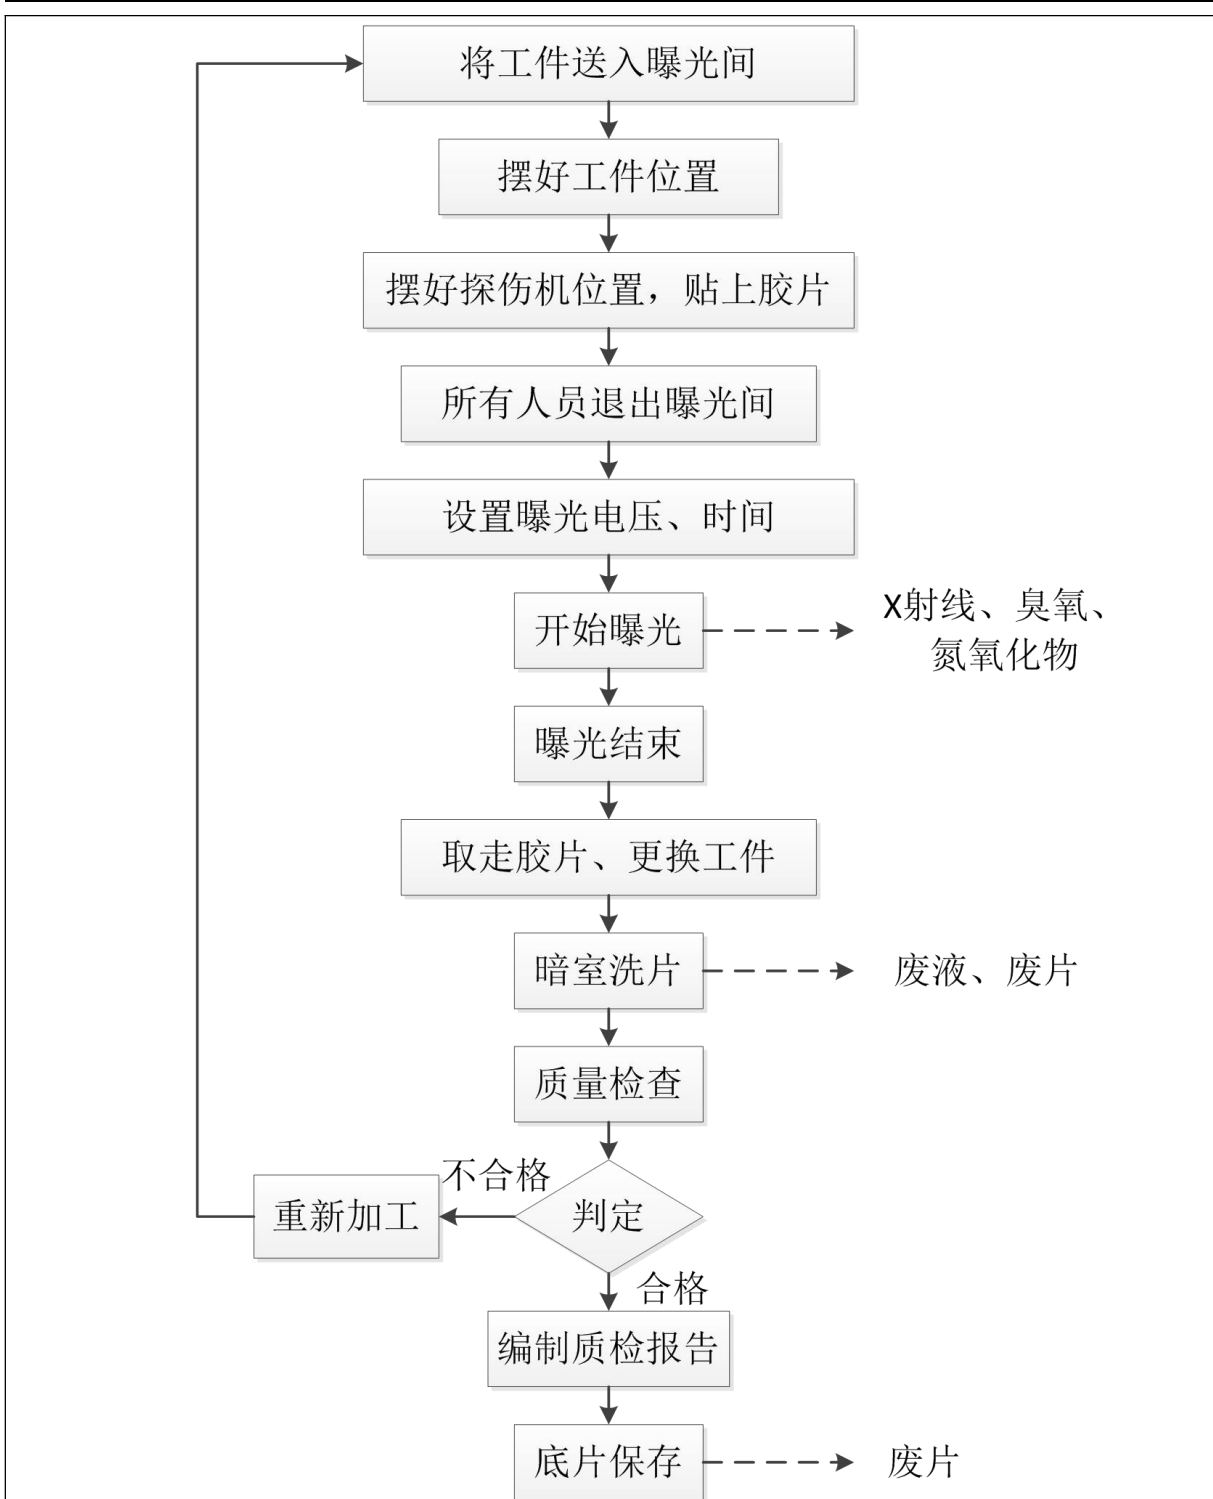 将工件送入曝光间
摆好工件位置
摆好探伤机位置，贴上胶片
所有人员退出曝光间
设置曝光电压、时间
开始曝光
X射线、臭氧、
氮氧化物
曝光结束
取走胶片、更换工件
暗室洗片
废液、废片
质量检查
不合格
重新加工
判定
合格
编制质检报告
底片保存
废片